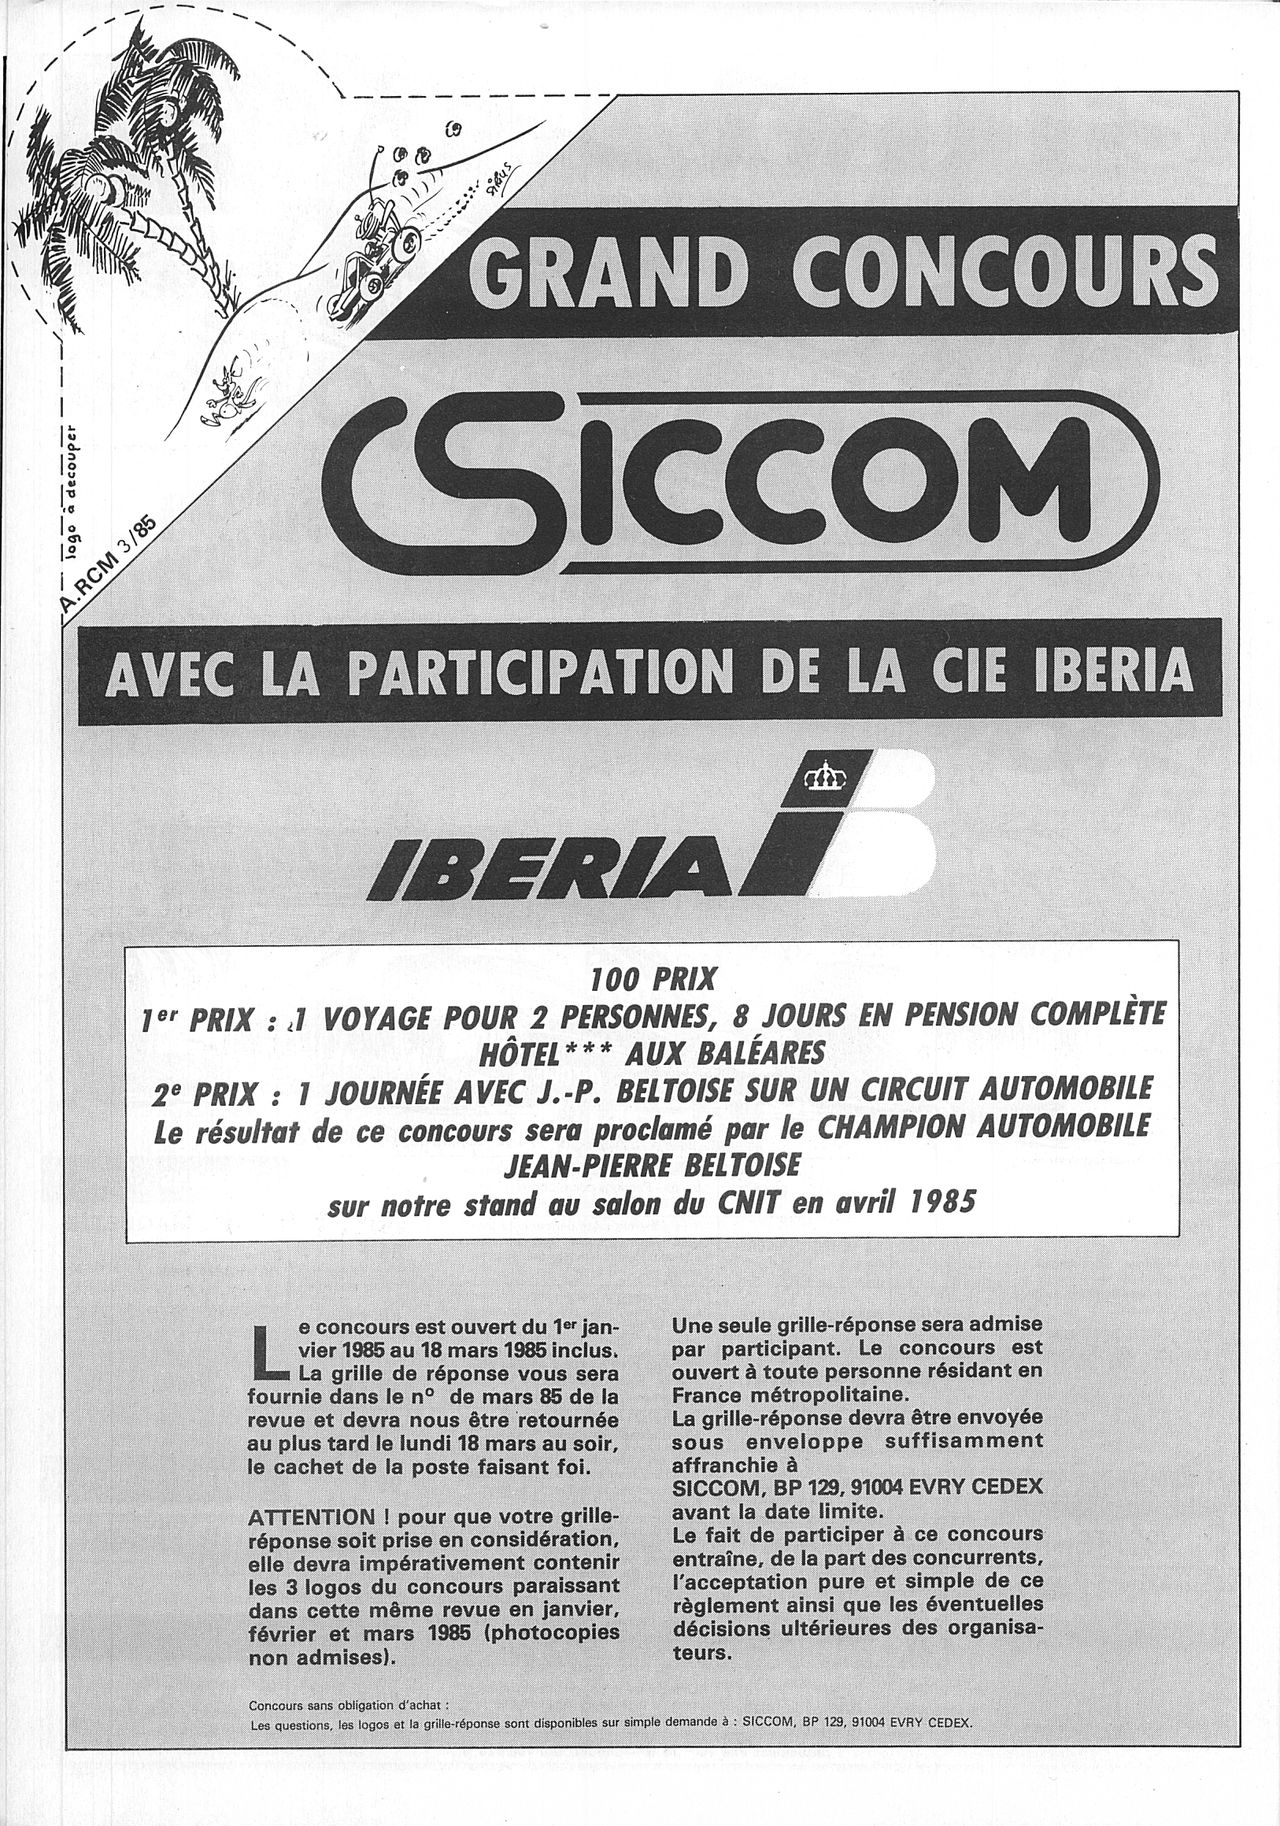 Sibus
GRAND CONCOURS
SICCOM
logo à decouper
A. RCM 3/85
AVEC LA PARTICIPATION DE LA CIE IBERIA
IBERIA
100 PRIX
1er PRIX : 1 VOYAGE POUR 2 PERSONNES, 8 JOURS EN PENSION COMPLÈTE
HÔTEL*** AUX BALÉARES
2e PRIX : 1 JOURNÉE AVEC J.-P. BELTOISE SUR UN CIRCUIT AUTOMOBILE
Le résultat de ce concours sera proclamé par le CHAMPION AUTOMOBILE
JEAN-PIERRE BELTOISE
sur notre stand au salon du CNIT en avril 1985
Le concours est ouvert du 1er jan-
vier 1985 au 18 mars 1985 inclus.
La grille de réponse vous sera
fournie dans le n° de mars 85 de la
revue et devra nous être retournée
au plus tard le lundi 18 mars au soir,
le cachet de la poste faisant foi.
ATTENTION ! pour que votre grille-
réponse soit prise en considération,
elle devra impérativement contenir
les 3 logos du concours paraissant
dans cette même revue en janvier,
février et mars 1985 (photocopies
non admises).
Une seule grille-réponse sera admise
par participant. Le concours est
ouvert à toute personne résidant en
France métropolitaine.
La grille-réponse devra être envoyée
sous enveloppe suffisamment
affranchie à
SICCOM, BP 129, 91004 EVRY CEDEX
avant la date limite.
Le fait de participer à ce concours
entraîne, de la part des concurrents,
l'acceptation pure et simple de ce
règlement ainsi que les éventuelles
décisions ultérieures des organisa-
teurs.
Concours sans obligation d'achat :
Les questions, les logos et la grille-réponse sont disponibles sur simple demande à : SICCOM, BP 129, 91004 EVRY CEDEX.